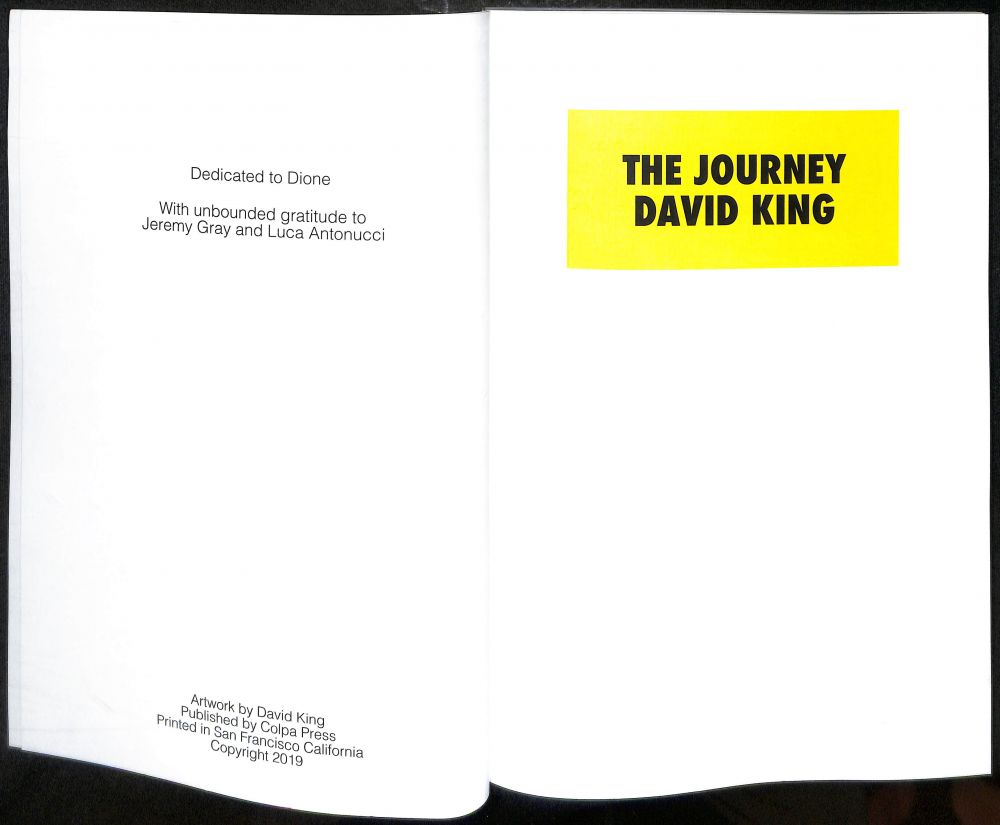 Dedicated to Dione
With unbounded gratitude to
Jeremy Gray and Luca Antonucci
Artwork by David King
Published by Colpa Press
Printed in San Francisco California
Copyright 2019
THE JOURNEY
DAVID KING